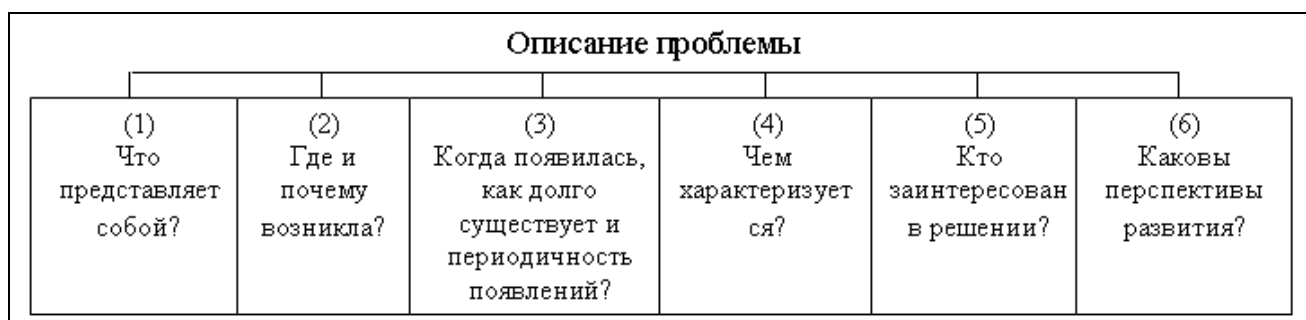 Описание проблемы
(1)
Что
представляет
собой?
(2)
Где и
почему
возникла?
(3)
Когда появилась,
как долго
существует и
периодичность
появлений?
(4)
Чем
характеризует
ся?
(5)
Кто
заинтересован
в решении?
(6)
Каковы
перспективы
развития?